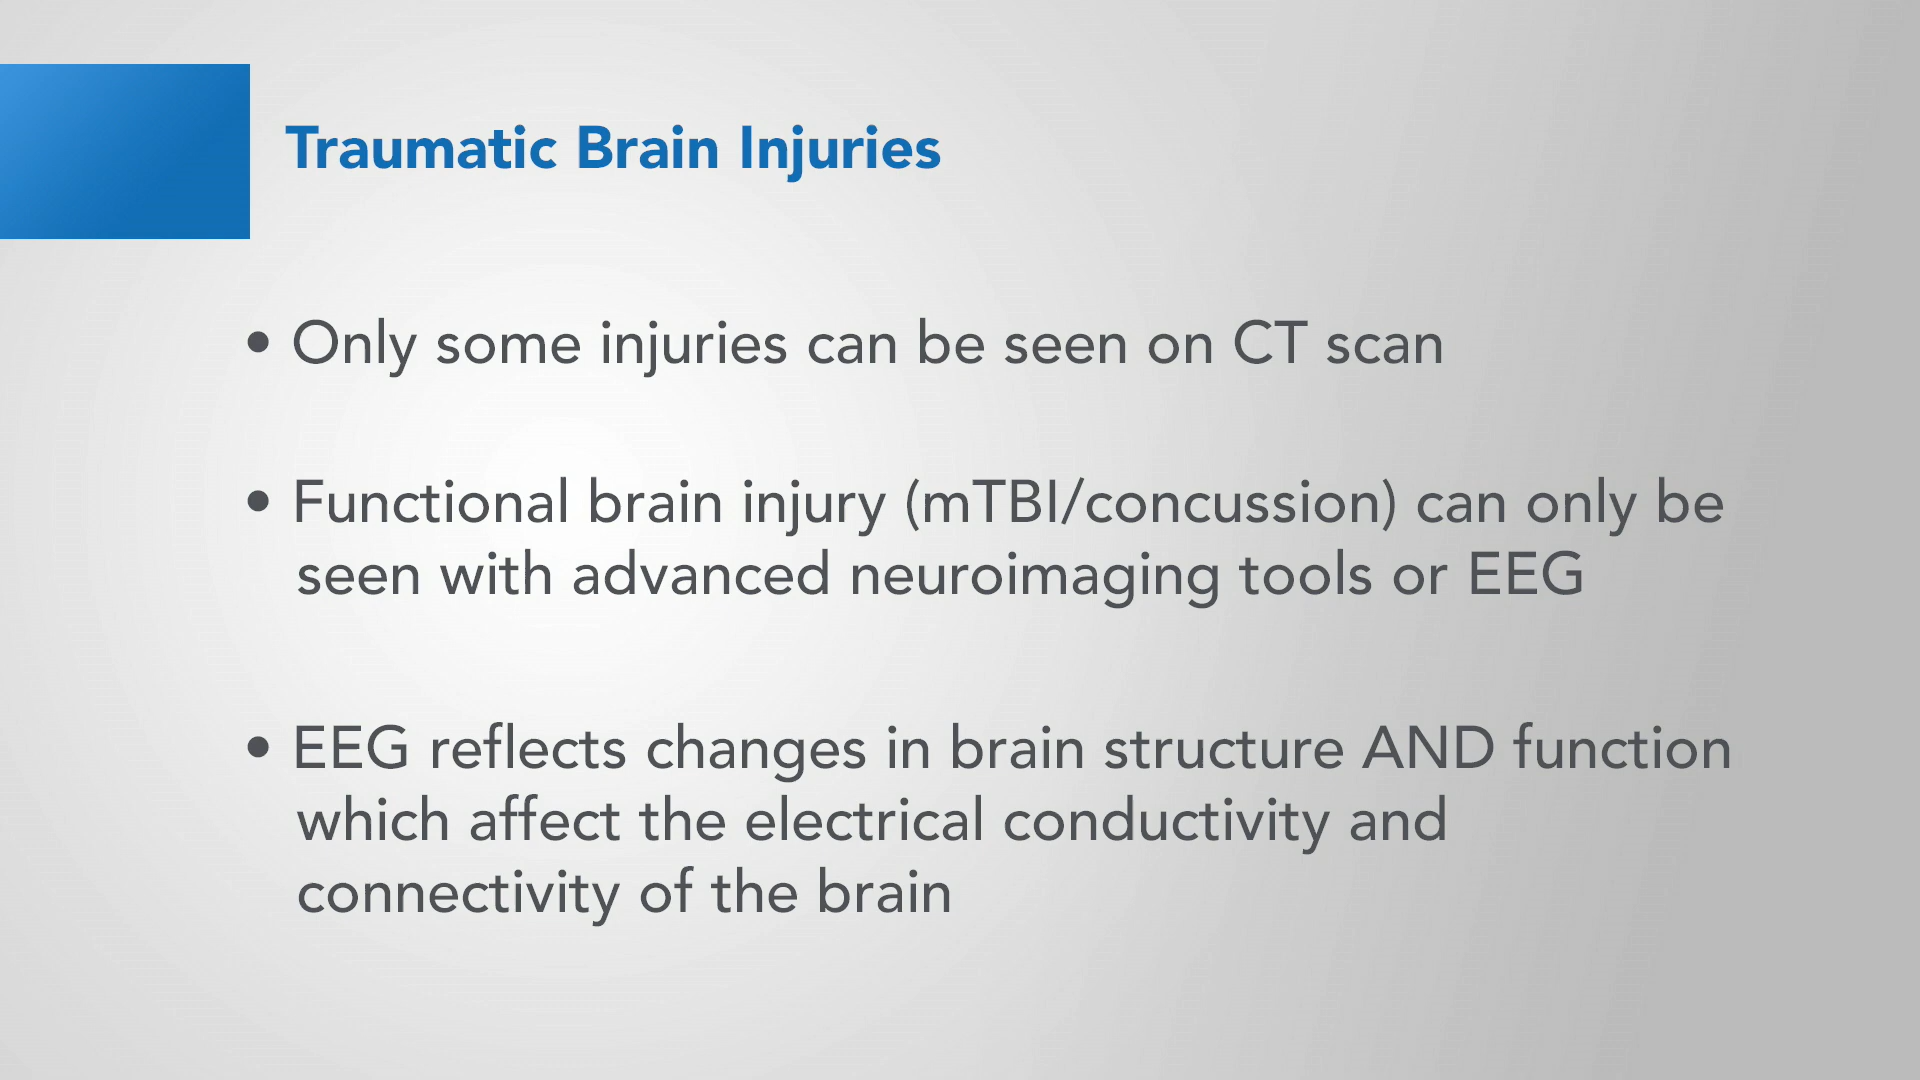 Traumatic Brain Injuries
• Only some injuries can be seen on CT scan
• Functional brain injury (mTBI/concussion) can only be
seen with advanced neuroimaging tools or EEG
• EEG reflects changes in brain structure AND function
which affect the electrical conductivity and
connectivity of the brain